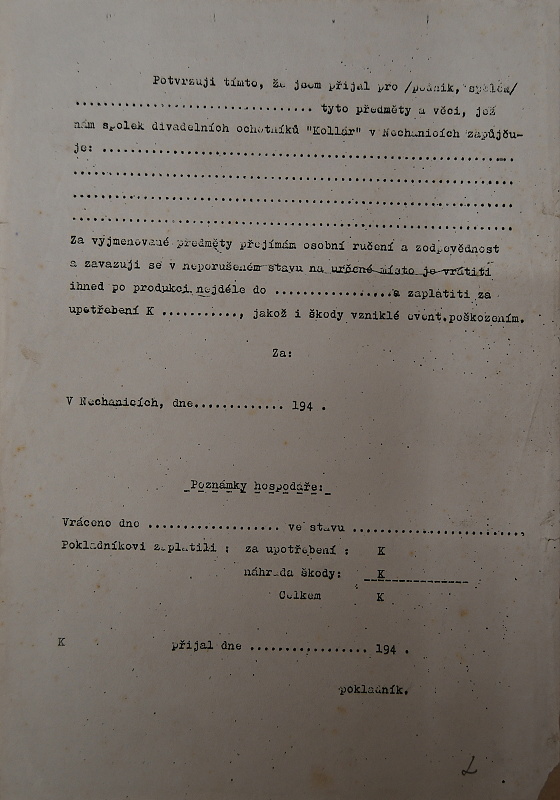 Potvrzuji tímto, že jsem přijal pro /podnik, spolek/
.................................. tyto předměty a věci, jež
nám spolek divadelních ochotníků "Kollár" v Nechanicích zapůjču-
je: ...........................................................
...............................................................
...............................................................
...............................................................
Za vyjmenované předměty přejímám osobní ručení a zodpovědnost
a zavazuji se v neporušeném stavu na určené místo je vrátiti
ihned po produkci nejdéle do .................a zaplatiti za
upotřebení K ..........., jakož i škody vzniklé event.poškozením.
Za:
V Nechanicích, dne............. 194 .
Poznámky hospodáře:
Vráceno dne ................... ve stavu ........................,
Pokladníkovi zaplatili : za upotřebení : K
náhrada škody: K
Celkem K
K přijal dne ................. 194 .
pokladník.
L